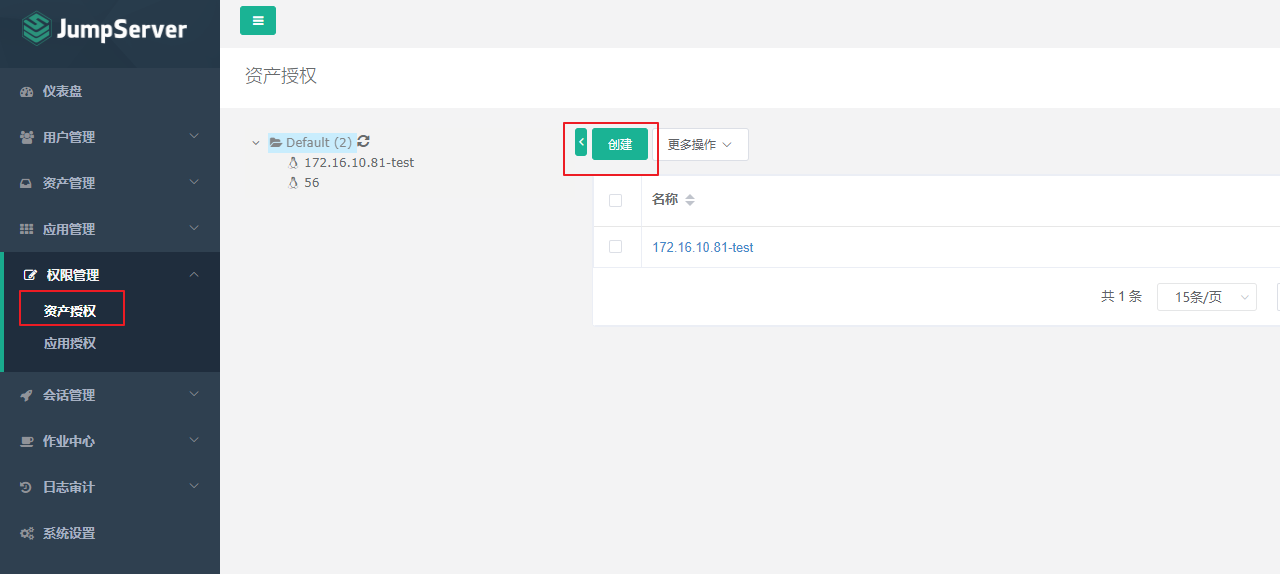 JumpServer
仪表盘
用户管理
资产管理
应用管理
权限管理
资产授权
应用授权
会话管理
作业中心
日志审计
系统设置
资产授权
Default (2)
172.16.10.81-test
56
创建
更多操作
名称
172.16.10.81-test
共 1 条
15条/页